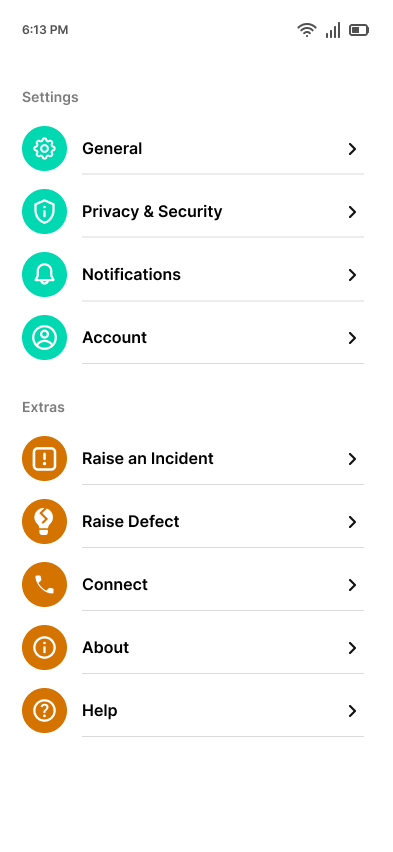 6:13 PM
Settings
General
Privacy & Security
Notifications
Account
Extras
Raise an Incident
Raise Defect
Connect
About
Help